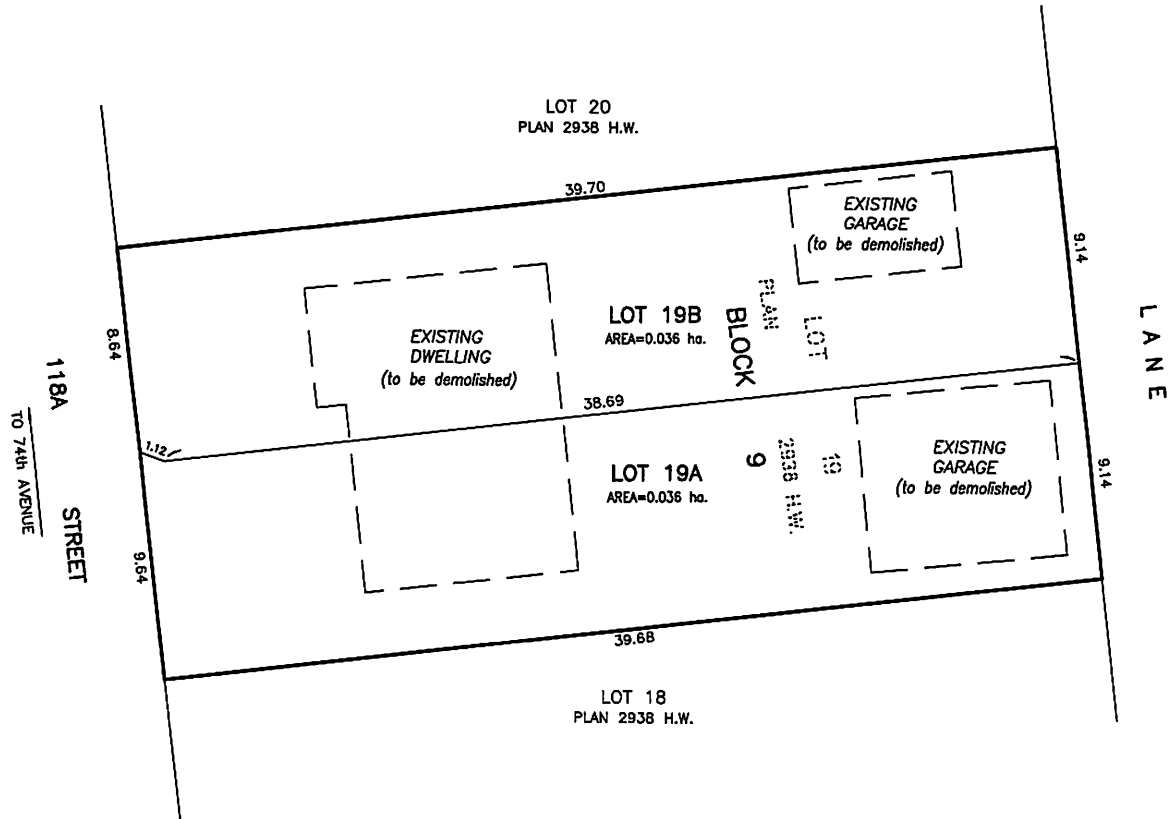 LOT 20
PLAN 2938 H.W.
39.70
EXISTING
GARAGE
(to be demolished)
9.14
LANE
8.64
118A STREET
TO 74th AVENUE
EXISTING
DWELLING
(to be demolished)
LOT 19B
AREA=0.036 ha.
PLAN
2938 H.W.
BLOCK
9
LOT
19
38.69
1.12
LOT 19A
AREA=0.036 ha.
EXISTING
GARAGE
(to be demolished)
9.14
9.64
39.68
LOT 18
PLAN 2938 H.W.